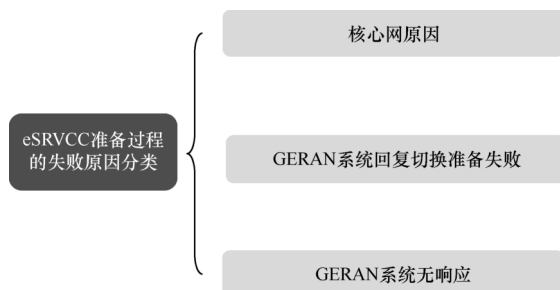 核心网原因
eSRVCC准备过程
的失败原因分类
GERAN系统回复切换准备失败
GERAN系统无响应